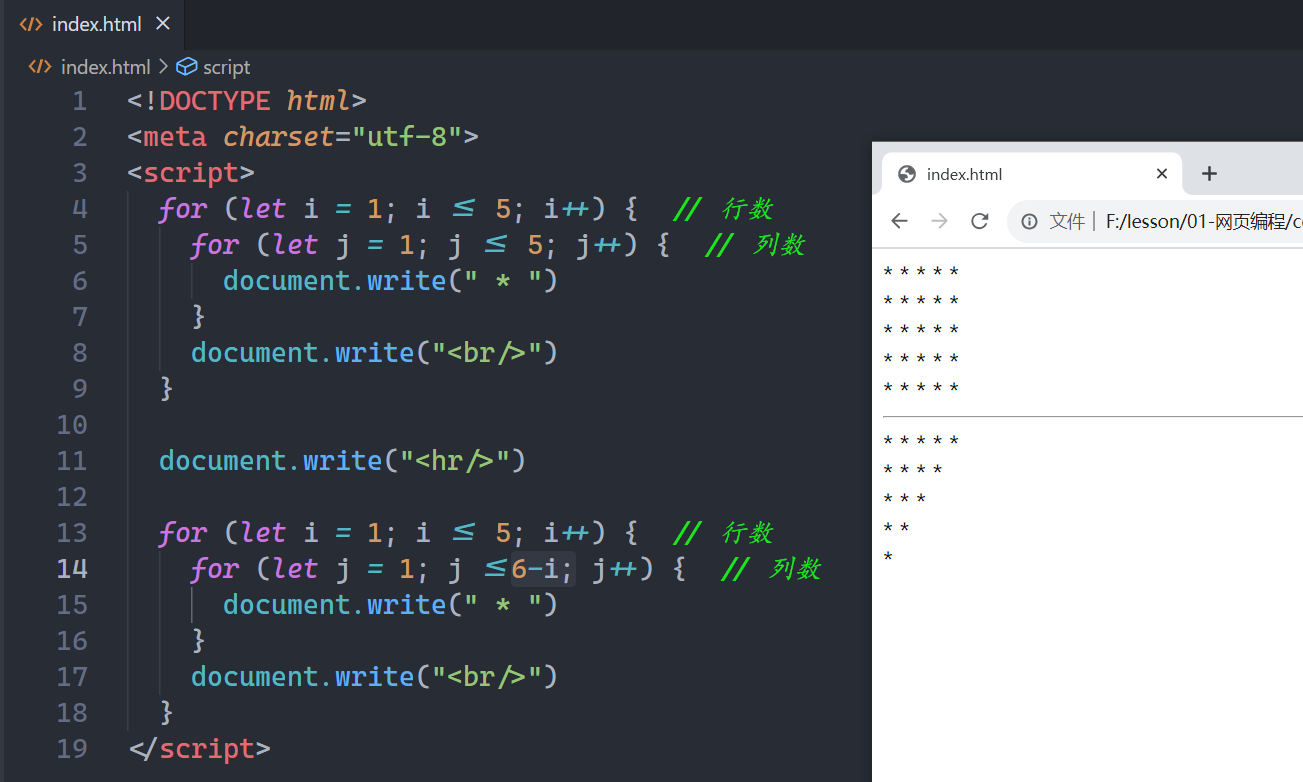 index.html
index.html > script
1 <!DOCTYPE html>
2 <meta charset="utf-8">
3 <script>
4 for (let i = 1; i <= 5; i++) { // 行数
5 for (let j = 1; j <= 5; j++) { // 列数
6 document.write(" * ")
7 }
8 document.write("<br/>")
9 }
10
11 document.write("<hr/>")
12
13 for (let i = 1; i <= 5; i++) { // 行数
14 for (let j = 1; j <=6-i; j++) { // 列数
15 document.write(" * ")
16 }
17 document.write("<br/>")
18 }
19 </script>
index.html
文件 | F:/lesson/01-网页编程/c
* * * * *
* * * * *
* * * * *
* * * * *
* * * * *
* * * * *
* * * *
* * *
* *
*